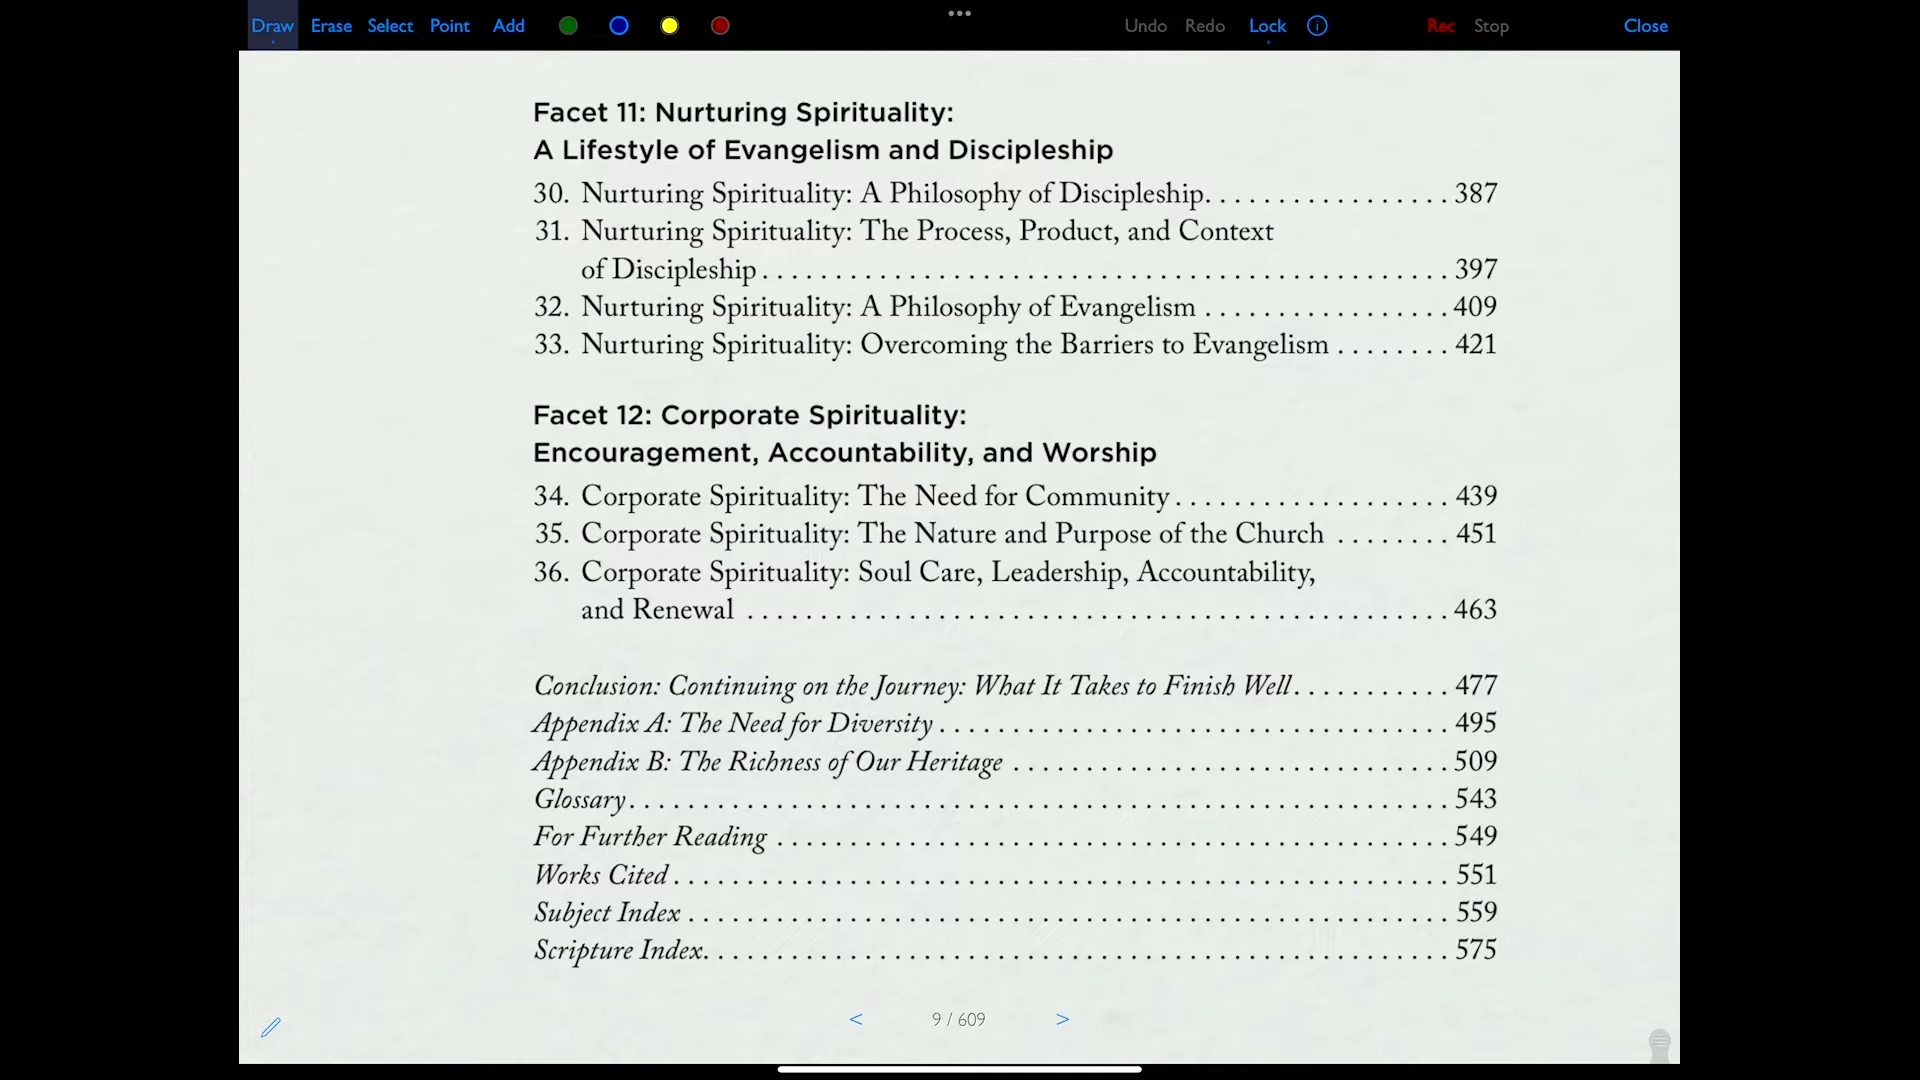 Draw Erase Select Point Add Undo Redo Lock Rec Stop Close
Facet 11: Nurturing Spirituality:
A Lifestyle of Evangelism and Discipleship
30. Nurturing Spirituality: A Philosophy of Discipleship. . . . . . . . . . . . . . . . . 387
31. Nurturing Spirituality: The Process, Product, and Context
of Discipleship . . . . . . . . . . . . . . . . . . . . . . . . . . . . . . . . . . . . . . . . . . . . . . . 397
32. Nurturing Spirituality: A Philosophy of Evangelism . . . . . . . . . . . . . . . . . 409
33. Nurturing Spirituality: Overcoming the Barriers to Evangelism . . . . . . . . 421
Facet 12: Corporate Spirituality:
Encouragement, Accountability, and Worship
34. Corporate Spirituality: The Need for Community . . . . . . . . . . . . . . . . . . . 439
35. Corporate Spirituality: The Nature and Purpose of the Church . . . . . . . . 451
36. Corporate Spirituality: Soul Care, Leadership, Accountability,
and Renewal . . . . . . . . . . . . . . . . . . . . . . . . . . . . . . . . . . . . . . . . . . . . . . . . 463
Conclusion: Continuing on the Journey: What It Takes to Finish Well . . . . . . . . . . . 477
Appendix A: The Need for Diversity . . . . . . . . . . . . . . . . . . . . . . . . . . . . . . . . . . . 495
Appendix B: The Richness of Our Heritage . . . . . . . . . . . . . . . . . . . . . . . . . . . . . . 509
Glossary . . . . . . . . . . . . . . . . . . . . . . . . . . . . . . . . . . . . . . . . . . . . . . . . . . . . . . . . 543
For Further Reading . . . . . . . . . . . . . . . . . . . . . . . . . . . . . . . . . . . . . . . . . . . . . . 549
Works Cited . . . . . . . . . . . . . . . . . . . . . . . . . . . . . . . . . . . . . . . . . . . . . . . . . . . . . 551
Subject Index . . . . . . . . . . . . . . . . . . . . . . . . . . . . . . . . . . . . . . . . . . . . . . . . . . . . 559
Scripture Index. . . . . . . . . . . . . . . . . . . . . . . . . . . . . . . . . . . . . . . . . . . . . . . . . . . 575
< 9 / 609 >